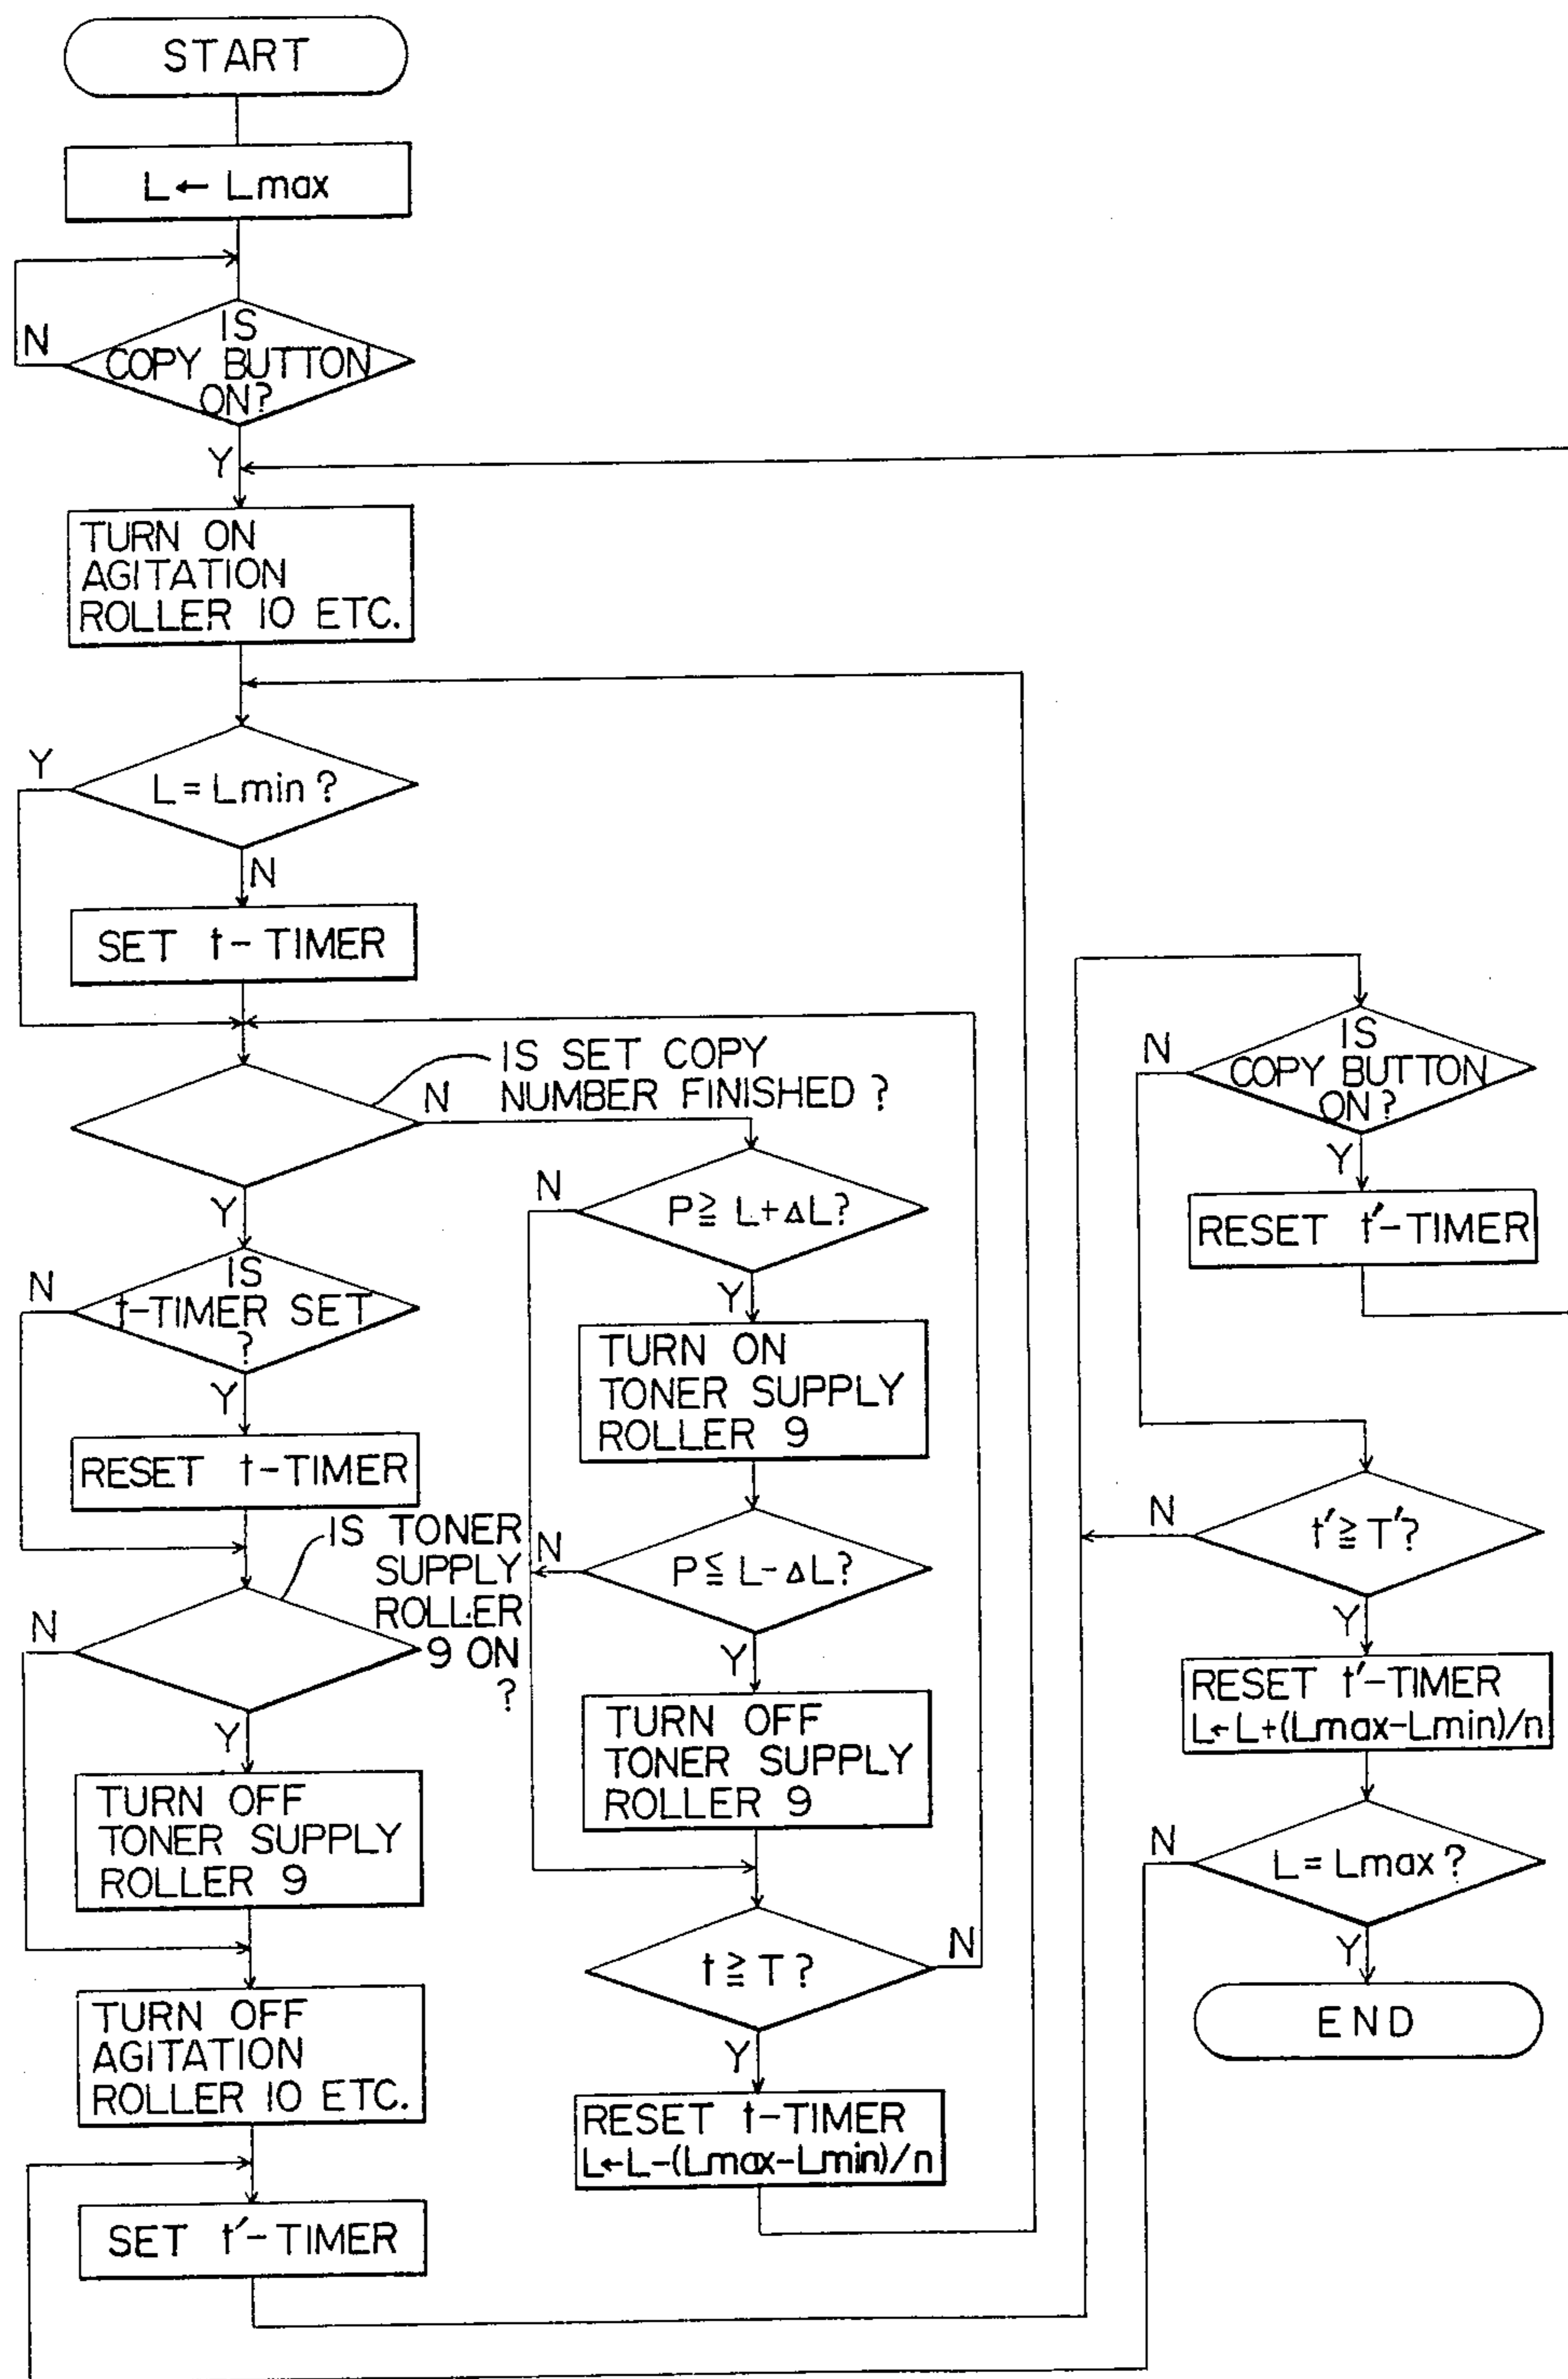 START
L ← Lmax
IS
COPY BUTTON
ON?
N
Y
TURN ON
AGITATION
ROLLER 10 ETC.
L = Lmin ?
Y
N
SET t-TIMER
IS SET COPY
NUMBER FINISHED ?
N
Y
IS
t-TIMER SET
?
N
Y
RESET t-TIMER
IS TONER
SUPPLY
ROLLER
9 ON
?
N
Y
TURN OFF
TONER SUPPLY
ROLLER 9
TURN OFF
AGITATION
ROLLER 10 ETC.
SET t'-TIMER
P ≧ L + ΔL?
N
Y
TURN ON
TONER SUPPLY
ROLLER 9
P ≦ L - ΔL?
N
Y
TURN OFF
TONER SUPPLY
ROLLER 9
t ≧ T ?
N
Y
RESET t-TIMER
L←L-(Lmax-Lmin)/n
IS
COPY BUTTON
ON?
N
Y
RESET t'-TIMER
t' ≧ T'?
N
Y
RESET t'-TIMER
L←L+(Lmax-Lmin)/n
L = Lmax ?
N
Y
END